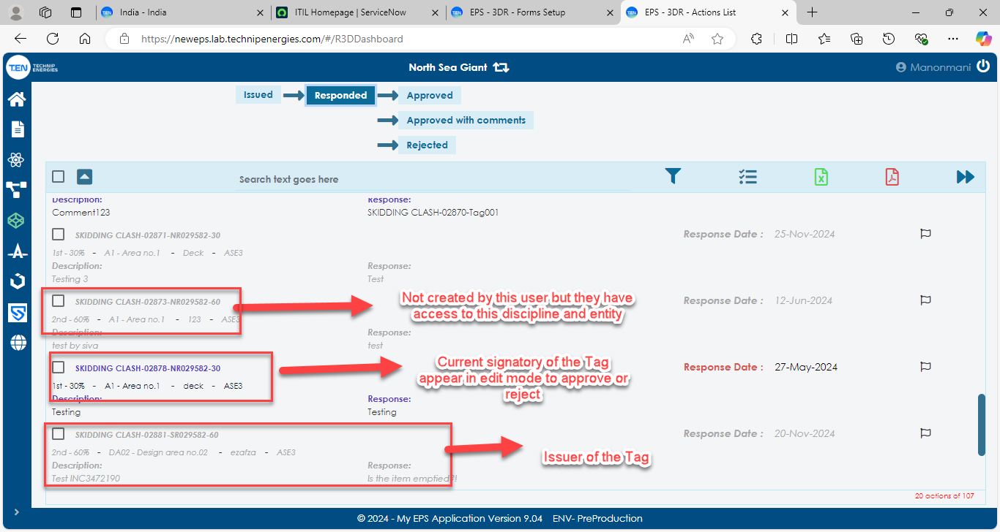 India - India
ITIL Homepage | ServiceNow
EPS - 3DR - Forms Setup
EPS - 3DR - Actions List
https://neweps.lab.technipenergies.com/#/R3DDashboard
T.EN TECHNIP ENERGIES
North Sea Giant
Manonmani
Issued
Responded
Approved
Approved with comments
Rejected
Search text goes here
Description:
Response:
Comment123
SKIDDING CLASH-02870-Tag001
SKIDDING CLASH-02871-NR029582-30
Response Date : 25-Nov-2024
1st - 30% - A1 - Area no.1 - Deck - ASE3
Description:
Response:
Testing 3
Test
SKIDDING CLASH-02873-NR029582-60
Response Date : 12-Jun-2024
2nd - 60% - A1 - Area no.1 - 123 - ASE3
Not created by this user but they have
access to this discipline and entity
Description:
Response:
test by siva
test
SKIDDING CLASH-02878-NR029582-30
Response Date : 27-May-2024
1st - 30% - A1 - Area no.1 - deck - ASE3
Current signatory of the Tag
appear in edit mode to approve or
reject
Description:
Response:
Testing
Testing
SKIDDING CLASH-02881-SR029582-60
Response Date : 20-Nov-2024
2nd - 60% - DA02 - Design area no.02 - ezafza - ASE3
Issuer of the Tag
Description:
Response:
Test INC3472190
Is the item emptied?!
20 actions of 107
© 2024 - My EPS Application Version 9.04 ENV- PreProduction